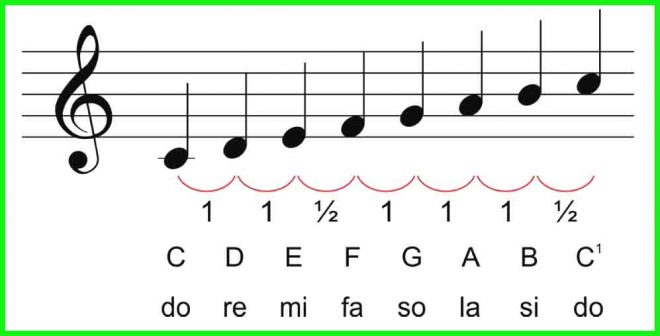 1 1 ½ 1 1 1 ½
C D E F G A B C¹
do re mi fa so la si do